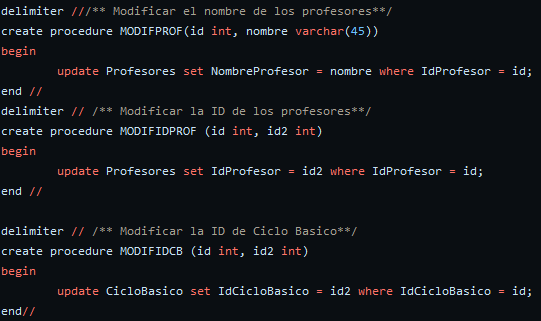 delimiter ///** Modificar el nombre de los profesores**/
create procedure MODIFPROF(id int, nombre varchar(45))
begin
        update Profesores set NombreProfesor = nombre where IdProfesor = id;
end //
delimiter // /** Modificar la ID de los profesores**/
create procedure MODIFIDPROF (id int, id2 int)
begin
        update Profesores set IdProfesor = id2 where IdProfesor = id;
end //

delimiter // /** Modificar la ID de Ciclo Basico**/
create procedure MODIFIDCB (id int, id2 int)
begin
        update CicloBasico set IdCicloBasico = id2 where IdCicloBasico = id;
end//